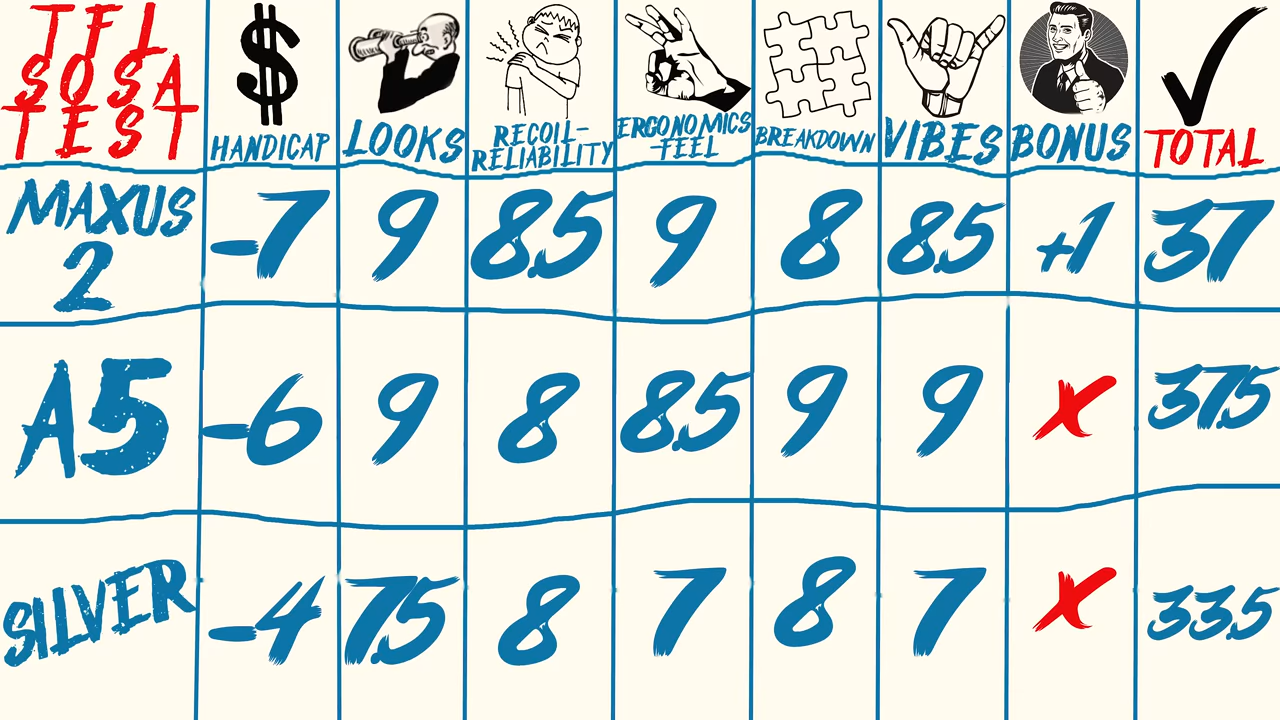 TFL
SOSA
TEST
HANDICAP
LOOKS
RECOIL-
RELIABILITY
ERGONOMICS
-FEEL
BREAKDOWN
VIBES
BONUS
TOTAL
MAXUS
2
-7
9
8.5
9
8
8.5
+1
37
A5
-6
9
8
8.5
9
9
X
37.5
SILVER
-4
7.5
8
7
8
7
X
33.5